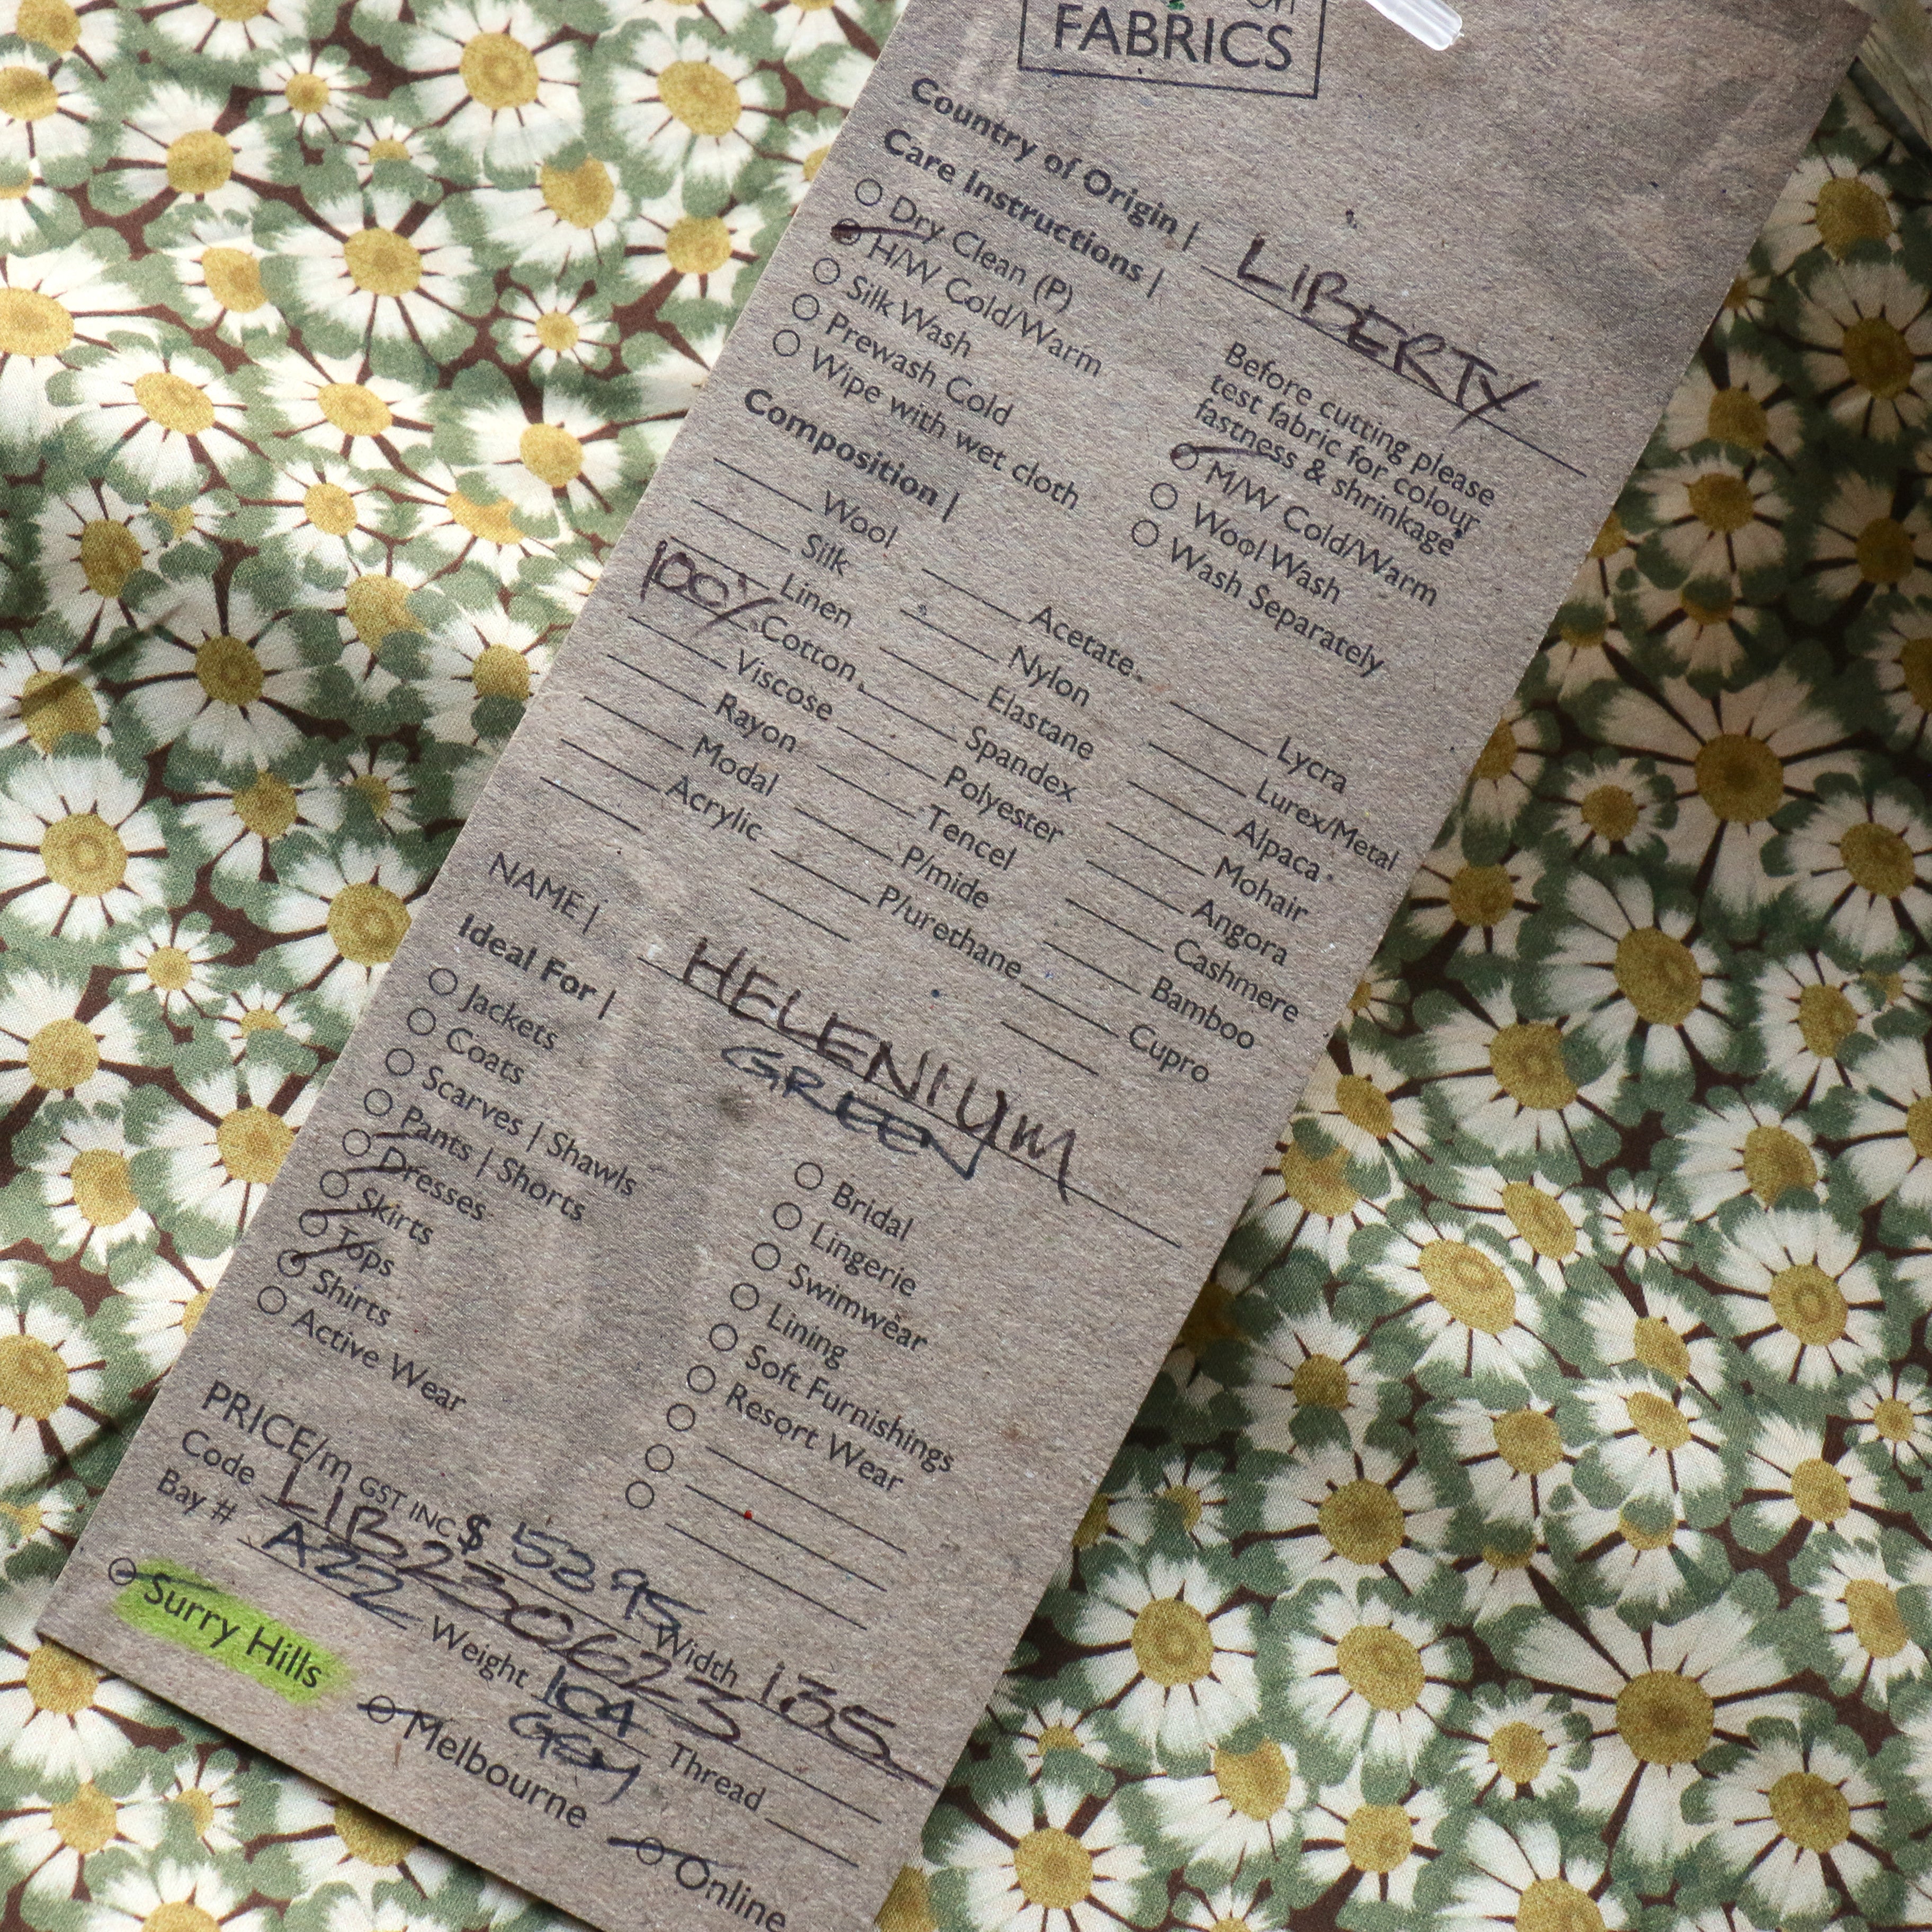 on
FABRICS
Country of Origin | LIBERTY
Care Instructions |
Before cutting please
test fabric for colour
fastness & shrinkage
Dry Clean (P)
H/W Cold/Warm
Silk Wash
Prewash Cold
Wipe with wet cloth
M/W Cold/Warm
Wool Wash
Wash Separately
Composition |
Wool
Silk
Linen
100% Cotton
Viscose
Rayon
Modal
Acrylic
Acetate
Nylon
Elastane
Spandex
Polyester
Tencel
P/mide
P/urethane
Lycra
Lurex/Metal
Alpaca
Mohair
Angora
Cashmere
Bamboo
Cupro
NAME | HELENIUM
GREEN
Ideal For |
Jackets
Coats
Scarves | Shawls
Pants | Shorts
Dresses
Skirts
Tops
Shirts
Active Wear
Bridal
Lingerie
Swimwear
Lining
Soft Furnishings
Resort Wear
PRICE/m GST INC $ 52 95
Code LIB230623 Width 135
Bay # A22 Weight 104 Thread
GSM
Surry Hills Melbourne Online